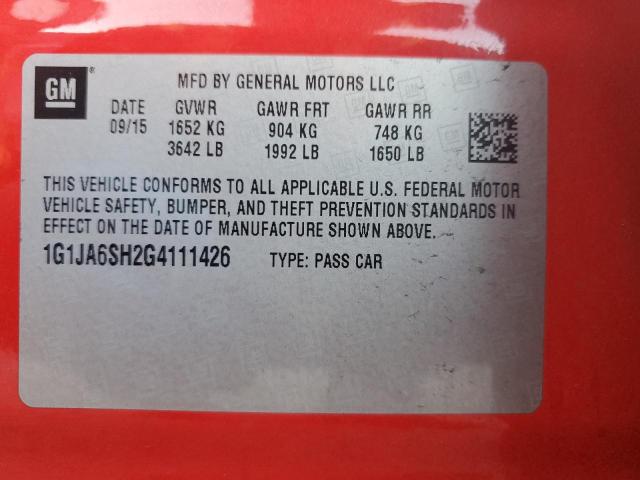 GM ® MFD BY GENERAL MOTORS LLC
DATE GVWR GAWR FRT GAWR RR
09/15 1652 KG 904 KG 748 KG
3642 LB 1992 LB 1650 LB
THIS VEHICLE CONFORMS TO ALL APPLICABLE U.S. FEDERAL MOTOR
VEHICLE SAFETY, BUMPER, AND THEFT PREVENTION STANDARDS IN
EFFECT ON THE DATE OF MANUFACTURE SHOWN ABOVE.
1G1JA6SH2G4111426 TYPE: PASS CAR